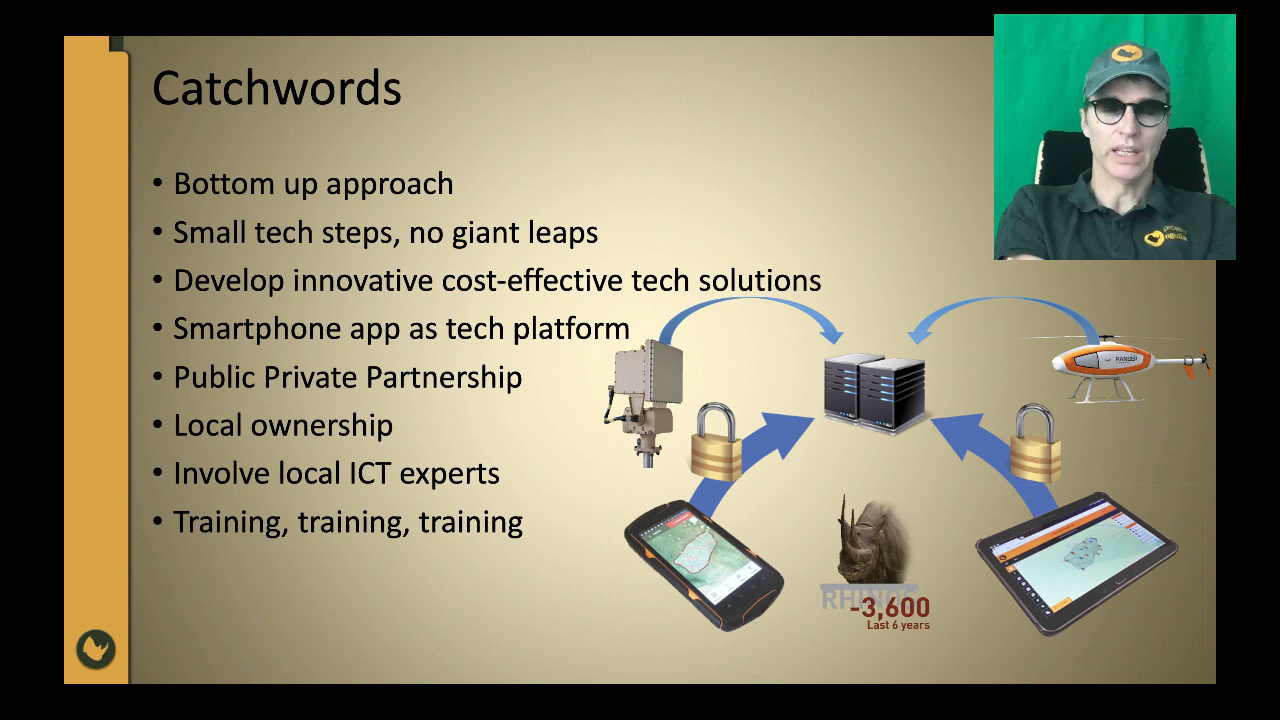 Catchwords
• Bottom up approach
• Small tech steps, no giant leaps
• Develop innovative cost-effective tech solutions
• Smartphone app as tech platform
• Public Private Partnership
• Local ownership
• Involve local ICT experts
• Training, training, training
RANGER
RHINOS
-3,600
Last 6 years